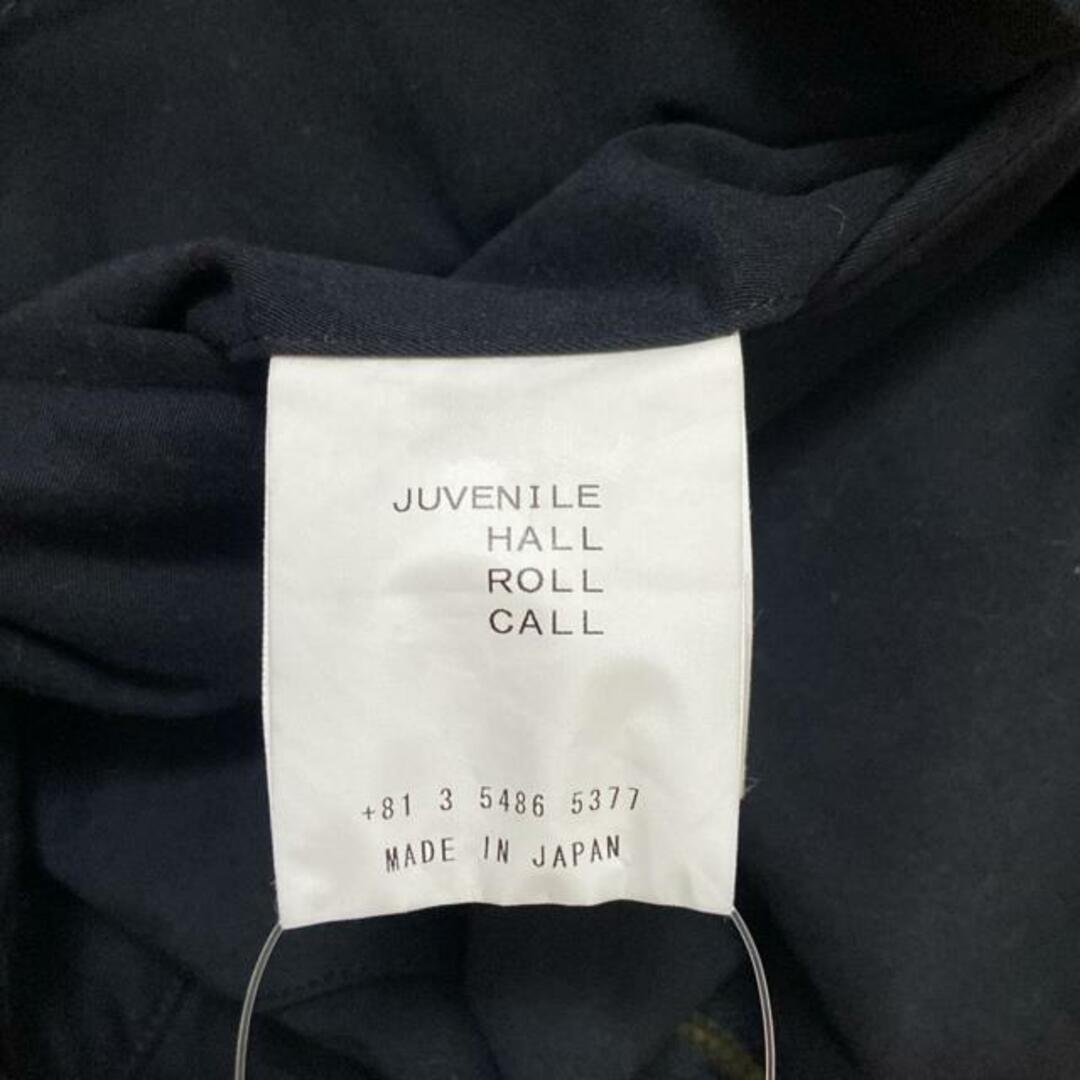 JUVENILE
HALL
ROLL
CALL
+81 3 5486 5377
MADE IN JAPAN